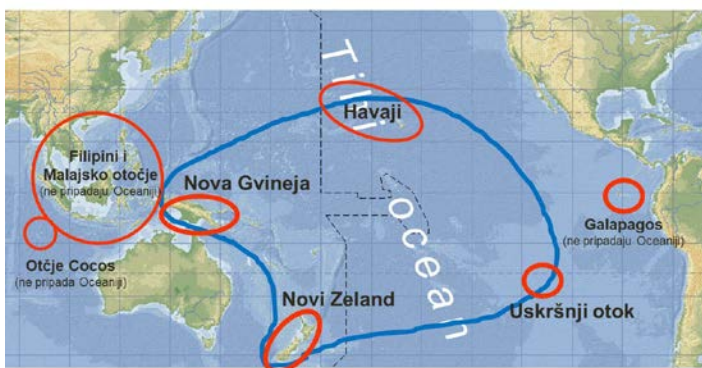 Tihi
ocean
Havaji
Filipini i
Malajsko otočje
(ne pripadaju Oceaniji)
Nova Gvineja
Galapagos
(ne pripadaju Oceaniji)
Otčje Cocos
(ne pripada Oceaniji)
Novi Zeland
Uskršnji otok